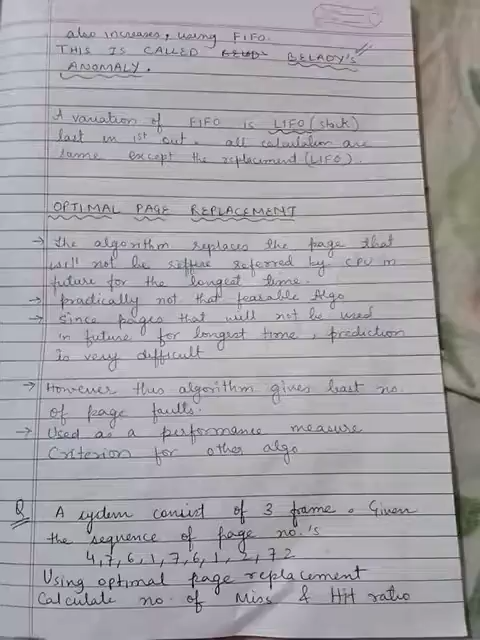 also increases, using FIFO.
THIS IS CALLED BELADY'S
ANOMALY.
A variation of FIFO is LIFO (stack)
last in 1st out. all calculation are
same except the replacement (LIFO).
OPTIMAL PAGE REPLACEMENT
→ The algorithm replaces the page that
will not be referred by CPU in
future for the longest time.
→ practically not that feasable Algo
→ Since pages that will not be used
in future for longest time, prediction
is very difficult
→ However this algorithm gives least no.
of page faults.
→ Used as a performance measure
Criterion for other algo
Q A system consist of 3 frame. Given
the sequence of page no.'s
4,7,6,1,7,6,1,2,7 2
Using optimal page replacement
Calculate no. of Miss & Hit ratio